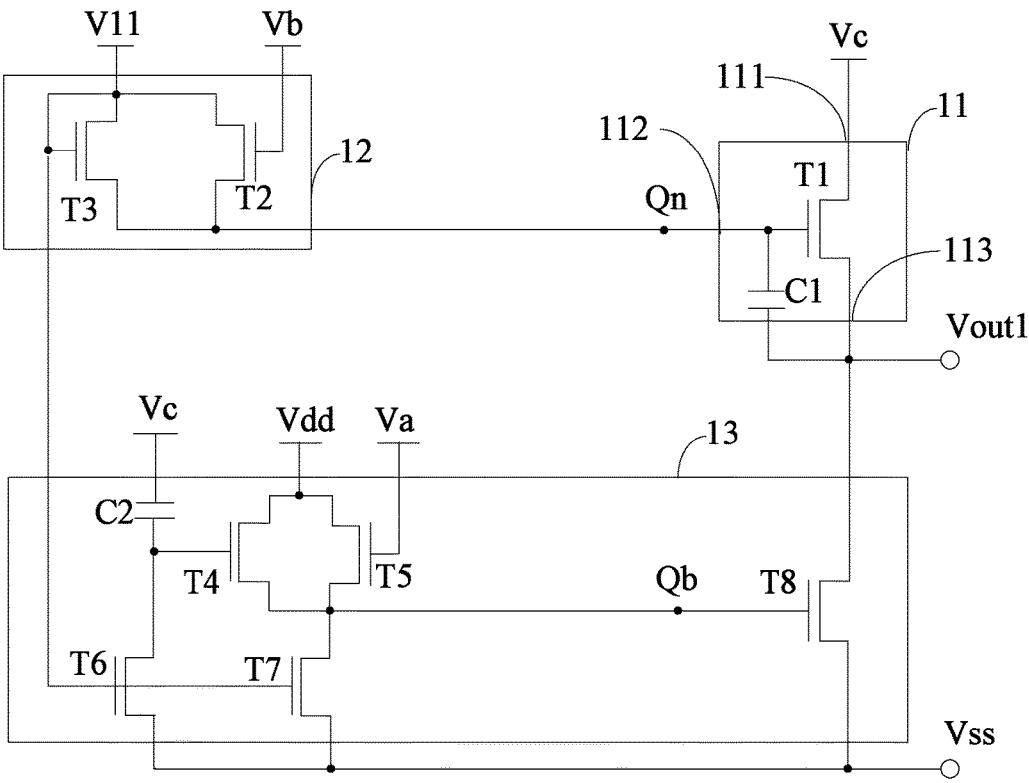 V11
Vb
Vc
111
11
112
12
T1
T3
T2
Qn
113
C1
Vout1
Vc
Vdd
Va
13
C2
T4
T5
Qb
T8
T6
T7
Vss